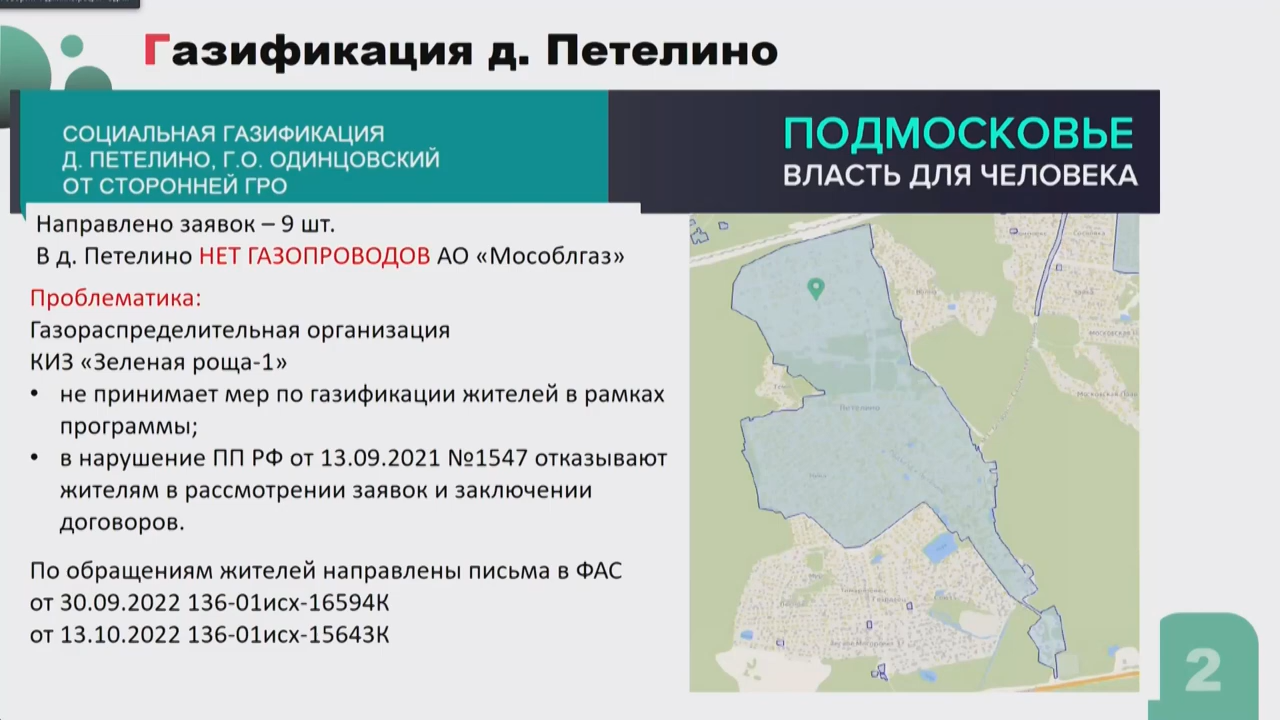 Газификация д. Петелино
СОЦИАЛЬНАЯ ГАЗИФИКАЦИЯ
Д. ПЕТЕЛИНО, Г.О. ОДИНЦОВСКИЙ
ОТ СТОРОННЕЙ ГРО
ПОДМОСКОВЬЕ
ВЛАСТЬ ДЛЯ ЧЕЛОВЕКА
Направлено заявок – 9 шт.
В д. Петелино НЕТ ГАЗОПРОВОДОВ АО «Мособлгаз»
Проблематика:
Газораспределительная организация
КИЗ «Зеленая роща-1»
• не принимает мер по газификации жителей в рамках
программы;
• в нарушение ПП РФ от 13.09.2021 №1547 отказывают
жителям в рассмотрении заявок и заключении
договоров.
По обращениям жителей направлены письма в ФАС
от 30.09.2022 136-01исх-16594К
от 13.10.2022 136-01исх-15643К
Петелино
2